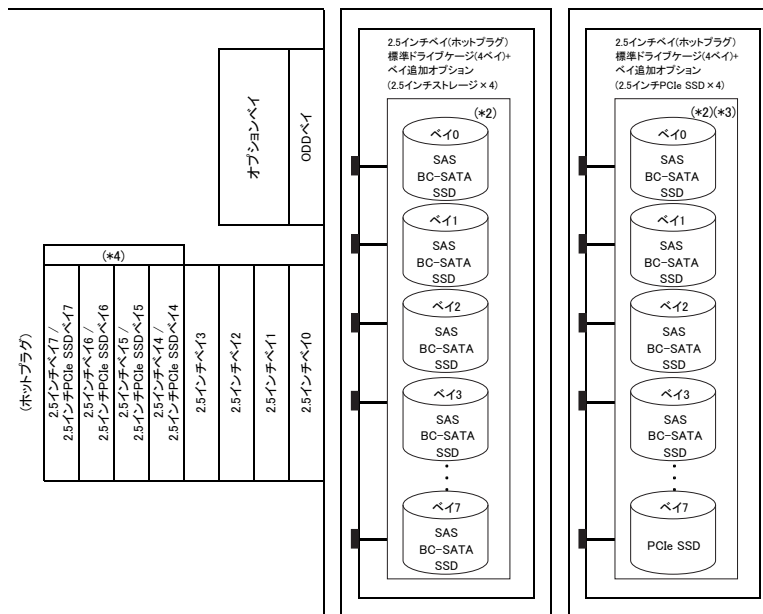 オプションベイ
ODDベイ
(*4)
(ホットプラグ)
2.5インチベイ7 /
2.5インチPCIe SSDベイ7
2.5インチベイ6 /
2.5インチPCIe SSDベイ6
2.5インチベイ5 /
2.5インチPCIe SSDベイ5
2.5インチベイ4 /
2.5インチPCIe SSDベイ4
2.5インチベイ3
2.5インチベイ2
2.5インチベイ1
2.5インチベイ0
2.5インチベイ(ホットプラグ)
標準ドライブケージ(4ベイ)+
ベイ追加オプション
(2.5インチストレージ×4)
(*2)
ベイ0
SAS
BC-SATA
SSD
ベイ1
SAS
BC-SATA
SSD
ベイ2
SAS
BC-SATA
SSD
ベイ3
SAS
BC-SATA
SSD
ベイ7
SAS
BC-SATA
SSD
2.5インチベイ(ホットプラグ)
標準ドライブケージ(4ベイ)+
ベイ追加オプション
(2.5インチPCIe SSD×4)
(*2)(*3)
ベイ0
SAS
BC-SATA
SSD
ベイ1
SAS
BC-SATA
SSD
ベイ2
SAS
BC-SATA
SSD
ベイ3
SAS
BC-SATA
SSD
ベイ7
PCIe SSD